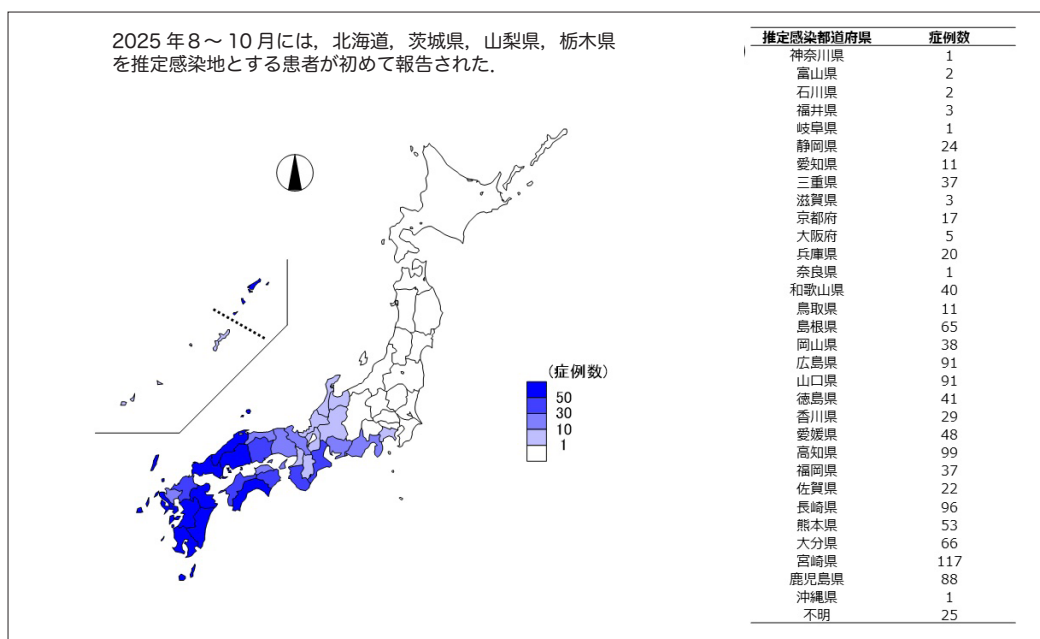 2025年8〜10月には，北海道，茨城県，山梨県，栃木県
を推定感染地とする患者が初めて報告された．
(症例数)
50
30
10
1
推定感染都道府県 症例数
神奈川県 1
富山県 2
石川県 2
福井県 3
岐阜県 1
静岡県 24
愛知県 11
三重県 37
滋賀県 3
京都府 17
大阪府 5
兵庫県 20
奈良県 1
和歌山県 40
鳥取県 11
島根県 65
岡山県 38
広島県 91
山口県 91
徳島県 41
香川県 29
愛媛県 48
高知県 99
福岡県 37
佐賀県 22
長崎県 96
熊本県 53
大分県 66
宮崎県 117
鹿児島県 88
沖縄県 1
不明 25